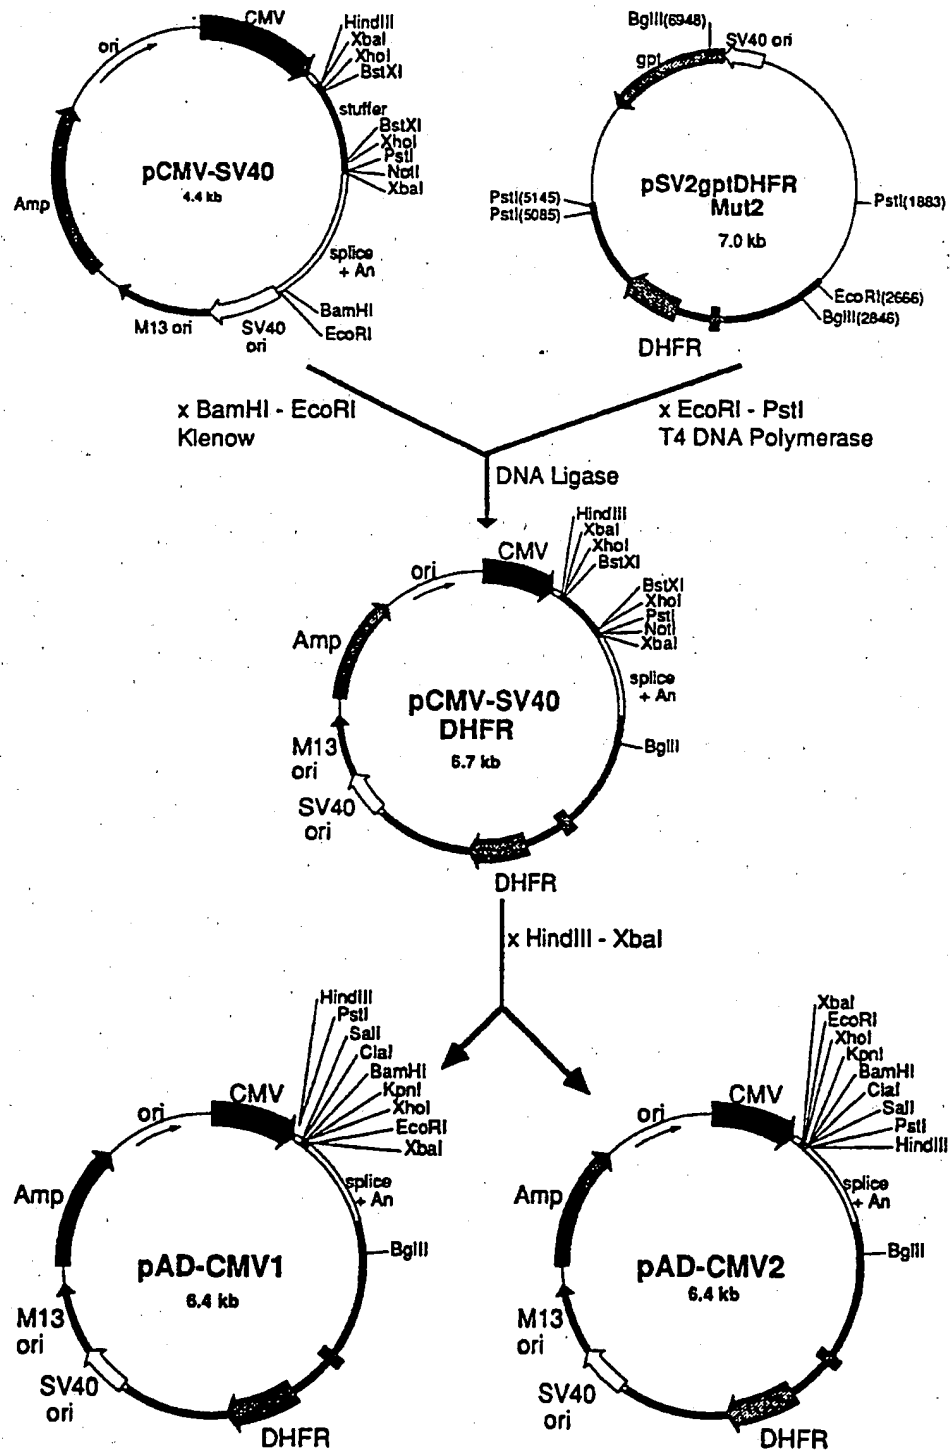 CMV
HindIII
XbaI
XhoI
BstXI
ori
stuffer
BstXI
XhoI
PstI
NotI
XbaI
pCMV-SV40
4.4 kb
Amp
splice
+ An
BamHI
EcoRI
M13 ori
SV40
ori
BglII(6948)
SV40 ori
gpt
pSV2gptDHFR
Mut2
7.0 kb
PstI(5145)
PstI(5085)
PstI(1883)
EcoRI(2666)
BglII(2846)
DHFR
x BamHI - EcoRI
Klenow
x EcoRI - PstI
T4 DNA Polymerase
DNA Ligase
HindIII
XbaI
XhoI
BstXI
CMV
ori
BstXI
XhoI
PstI
NotI
XbaI
Amp
splice
+ An
pCMV-SV40
DHFR
6.7 kb
BglII
M13
ori
SV40
ori
DHFR
x HindIII - XbaI
HindIII
PstI
SalI
ClaI
BamHI
KpnI
XhoI
EcoRI
XbaI
CMV
ori
Amp
splice
+ An
BglII
pAD-CMV1
6.4 kb
M13
ori
SV40
ori
DHFR
XbaI
EcoRI
XhoI
KpnI
BamHI
ClaI
SalI
PstI
HindIII
CMV
ori
Amp
splice
+ An
BglII
pAD-CMV2
6.4 kb
M13
ori
SV40
ori
DHFR